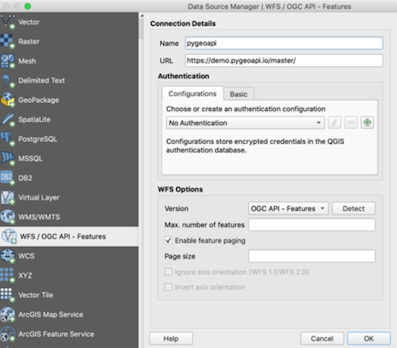 Data Source Manager | WFS / OGC API - Features
Vector
Raster
Mesh
Delimited Text
GeoPackage
SpatiaLite
PostgreSQL
MSSQL
DB2
DB2
Virtual Layer
WMS/WMTS
WFS / OGC API - Features
WCS
XYZ
Vector Tile
ArcGIS Map Service
ArcGIS Feature Service
Connection Details
Name pygeoapi
URL https://demo.pygeoapi.io/master/
Authentication
Configurations Basic
Choose or create an authentication configuration
No Authentication
Configurations store encrypted credentials in the QGIS
authentication database.
WFS Options
Version OGC API - Features Detect
Max. number of features
Enable feature paging
Page size
Ignore axis orientation (WFS 1.1/WFS 2.0)
Invert axis orientation
Help Cancel OK